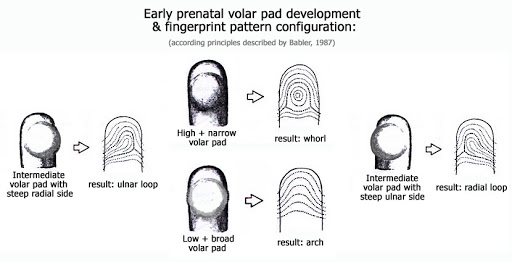 Early prenatal volar pad development
& fingerprint pattern configuration:
(according principles described by Babler, 1987)
Intermediate
volar pad with
steep radial side
result: ulnar loop
High + narrow
volar pad
result: whorl
Low + broad
volar pad
result: arch
Intermediate
volar pad with
steep ulnar side
result: radial loop